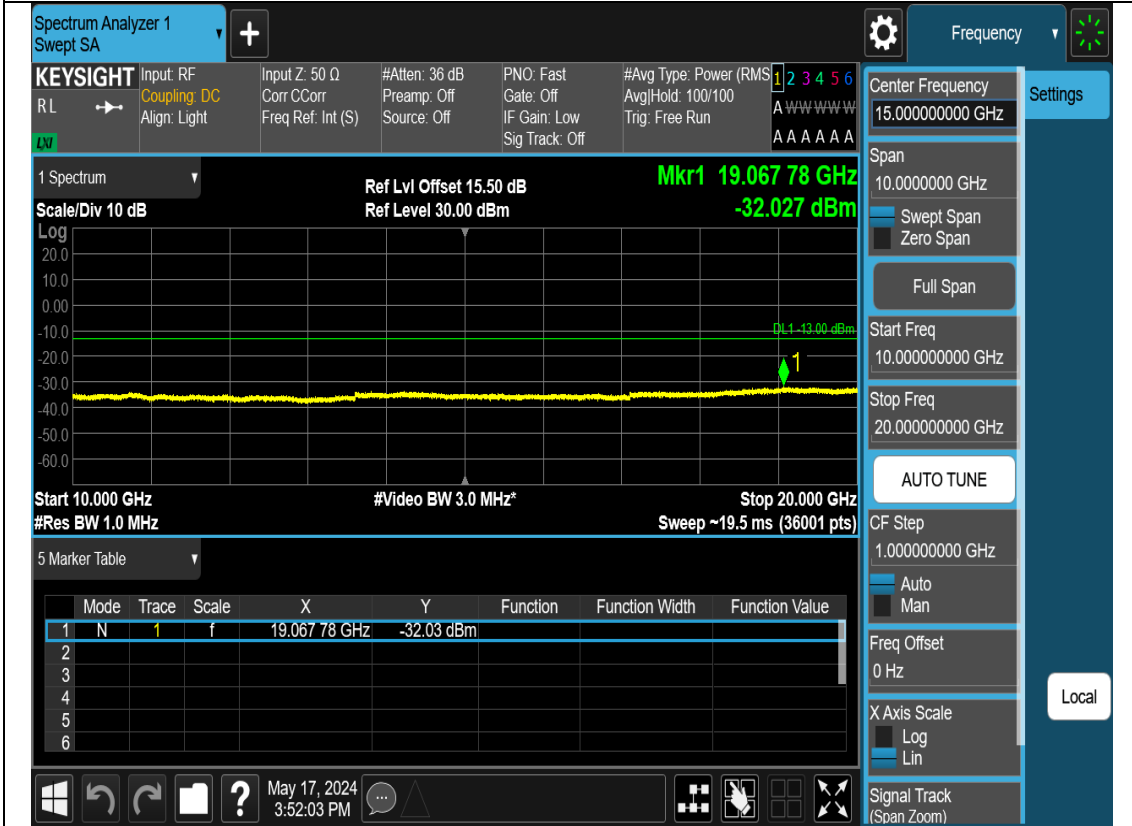 Spectrum Analyzer 1
Swept SA
Frequency
KEYSIGHT
RL
LXI
Input: RF
Coupling: DC
Align: Light
Input Z: 50 Ω
Corr CCorr
Freq Ref: Int (S)
#Atten: 36 dB
Preamp: Off
Source: Off
PNO: Fast
Gate: Off
IF Gain: Low
Sig Track: Off
#Avg Type: Power (RMS
Avg|Hold: 100/100
Trig: Free Run
1 2 3 4 5 6
A W W W W W
A A A A A A
1 Spectrum
Scale/Div 10 dB
Ref Lvl Offset 15.50 dB
Ref Level 30.00 dBm
Mkr1 19.067 78 GHz
-32.027 dBm
Log
20.0
10.0
0.00
-10.0
-20.0
-30.0
-40.0
-50.0
-60.0
DL1 -13.00 dBm
1
Start 10.000 GHz
#Video BW 3.0 MHz*
Stop 20.000 GHz
#Res BW 1.0 MHz
Sweep ~19.5 ms (36001 pts)
5 Marker Table
Mode Trace Scale X Y Function Function Width Function Value
1 N 1 f 19.067 78 GHz -32.03 dBm
2
3
4
5
6
?
May 17, 2024
3:52:03 PM
Center Frequency
15.000000000 GHz
Span
10.0000000 GHz
Swept Span
Zero Span
Full Span
Start Freq
10.000000000 GHz
Stop Freq
20.000000000 GHz
AUTO TUNE
CF Step
1.000000000 GHz
Auto
Man
Freq Offset
0 Hz
X Axis Scale
Log
Lin
Signal Track
(Span Zoom)
Settings
Local